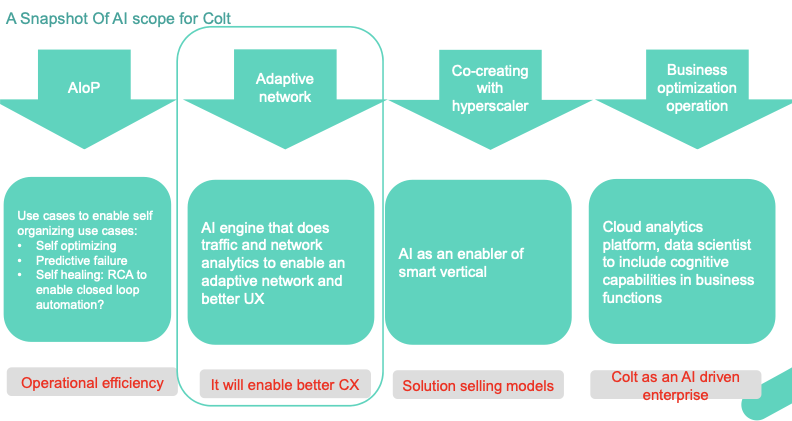 A Snapshot Of AI scope for Colt
AIoP
Adaptive
network
Co-creating
with
hyperscaler
Business
optimization
operation
Use cases to enable self
organizing use cases:
• Self optimizing
• Predictive failure
• Self healing: RCA to
enable closed loop
automation?
AI engine that does
traffic and network
analytics to enable an
adaptive network and
better UX
AI as an enabler of
smart vertical
Cloud analytics
platform, data scientist
to include cognitive
capabilities in business
functions
Operational efficiency
It will enable better CX
Solution selling models
Colt as an AI driven
enterprise